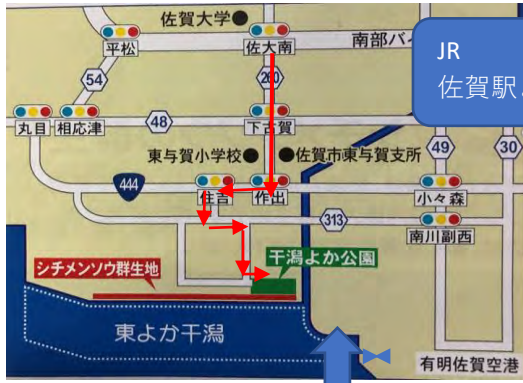 佐賀大学
平松
佐大南
南部バイ
JR
佐賀駅
54
260
丸目
相応津
48
下古賀
49
30
東与賀小学校
佐賀市東与賀支所
444
住吉
作出
小々森
313
南川副西
シチメンソウ群生地
干潟よか公園
東よか干潟
有明佐賀空港